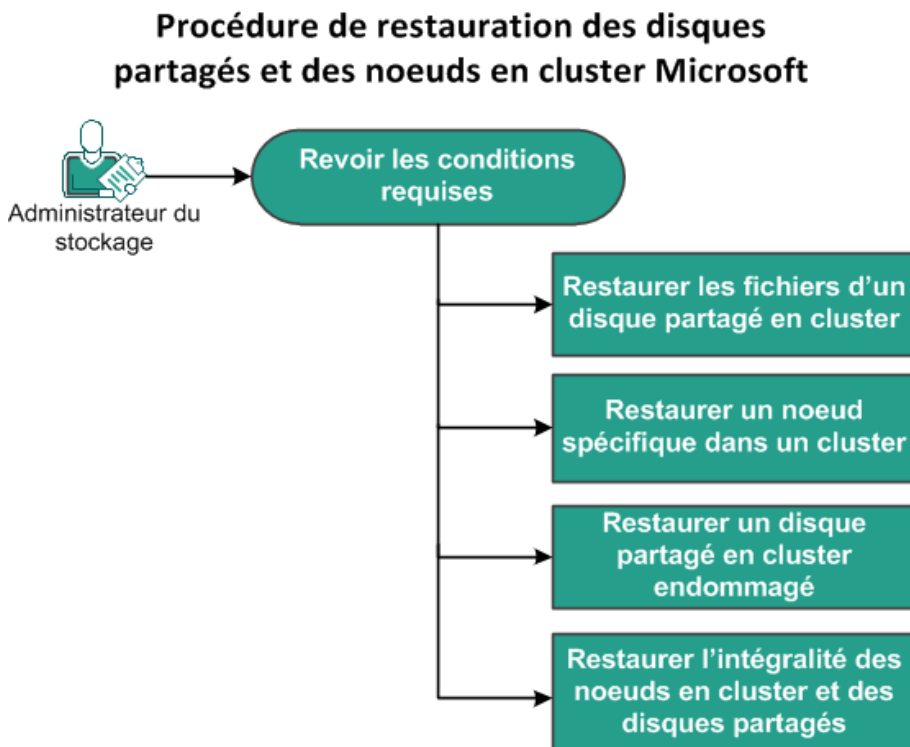 Procédure de restauration des disques
partagés et des noeuds en cluster Microsoft
Administrateur du
stockage
Revoir les conditions
requises
Restaurer les fichiers d’un
disque partagé en cluster
Restaurer un noeud
spécifique dans un cluster
Restaurer un disque
partagé en cluster
endommagé
Restaurer l’intégralité des
noeuds en cluster et des
disques partagés